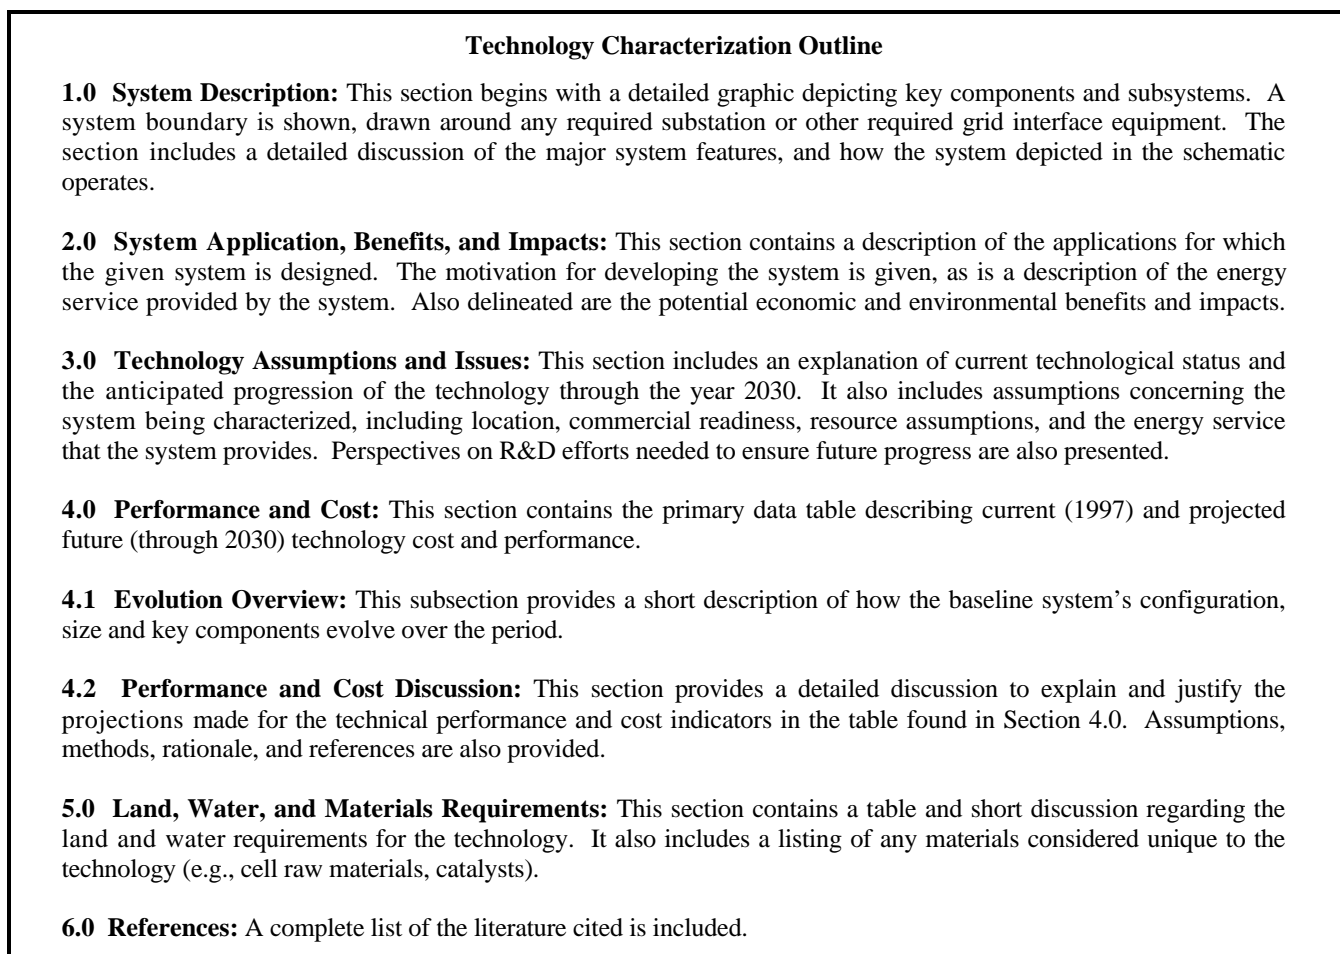 Technology Characterization Outline
1.0 System Description: This section begins with a detailed graphic depicting key components and subsystems. A
system boundary is shown, drawn around any required substation or other required grid interface equipment. The
section includes a detailed discussion of the major system features, and how the system depicted in the schematic
operates.
2.0 System Application, Benefits, and Impacts: This section contains a description of the applications for which
the given system is designed. The motivation for developing the system is given, as is a description of the energy
service provided by the system. Also delineated are the potential economic and environmental benefits and impacts.
3.0 Technology Assumptions and Issues: This section includes an explanation of current technological status and
the anticipated progression of the technology through the year 2030. It also includes assumptions concerning the
system being characterized, including location, commercial readiness, resource assumptions, and the energy service
that the system provides. Perspectives on R&D efforts needed to ensure future progress are also presented.
4.0 Performance and Cost: This section contains the primary data table describing current (1997) and projected
future (through 2030) technology cost and performance.
4.1 Evolution Overview: This subsection provides a short description of how the baseline system's configuration,
size and key components evolve over the period.
4.2 Performance and Cost Discussion: This section provides a detailed discussion to explain and justify the
projections made for the technical performance and cost indicators in the table found in Section 4.0. Assumptions,
methods, rationale, and references are also provided.
5.0 Land, Water, and Materials Requirements: This section contains a table and short discussion regarding the
land and water requirements for the technology. It also includes a listing of any materials considered unique to the
technology (e.g., cell raw materials, catalysts).
6.0 References: A complete list of the literature cited is included.